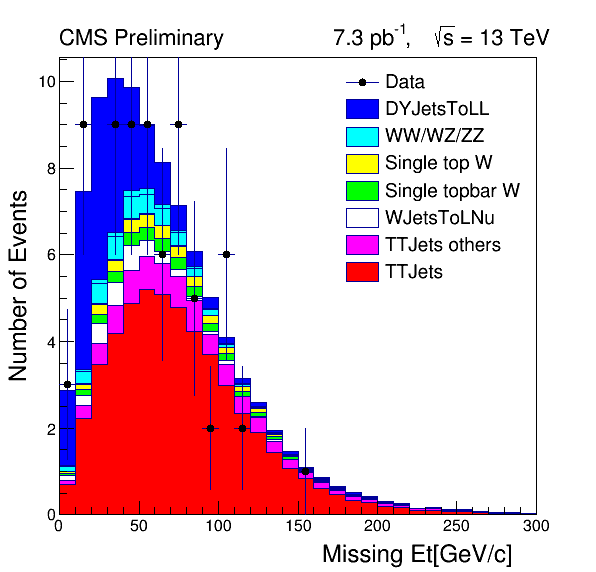 CMS Preliminary 7.3 pb⁻¹, √s = 13 TeV
Data
DYJetsToLL
WW/WZ/ZZ
Single top W
Single topbar W
WJetsToLNu
TTJets others
TTJets
Number of Events
10
8
6
4
2
0
0 50 100 150 200 250 300
Missing Et[GeV/c]